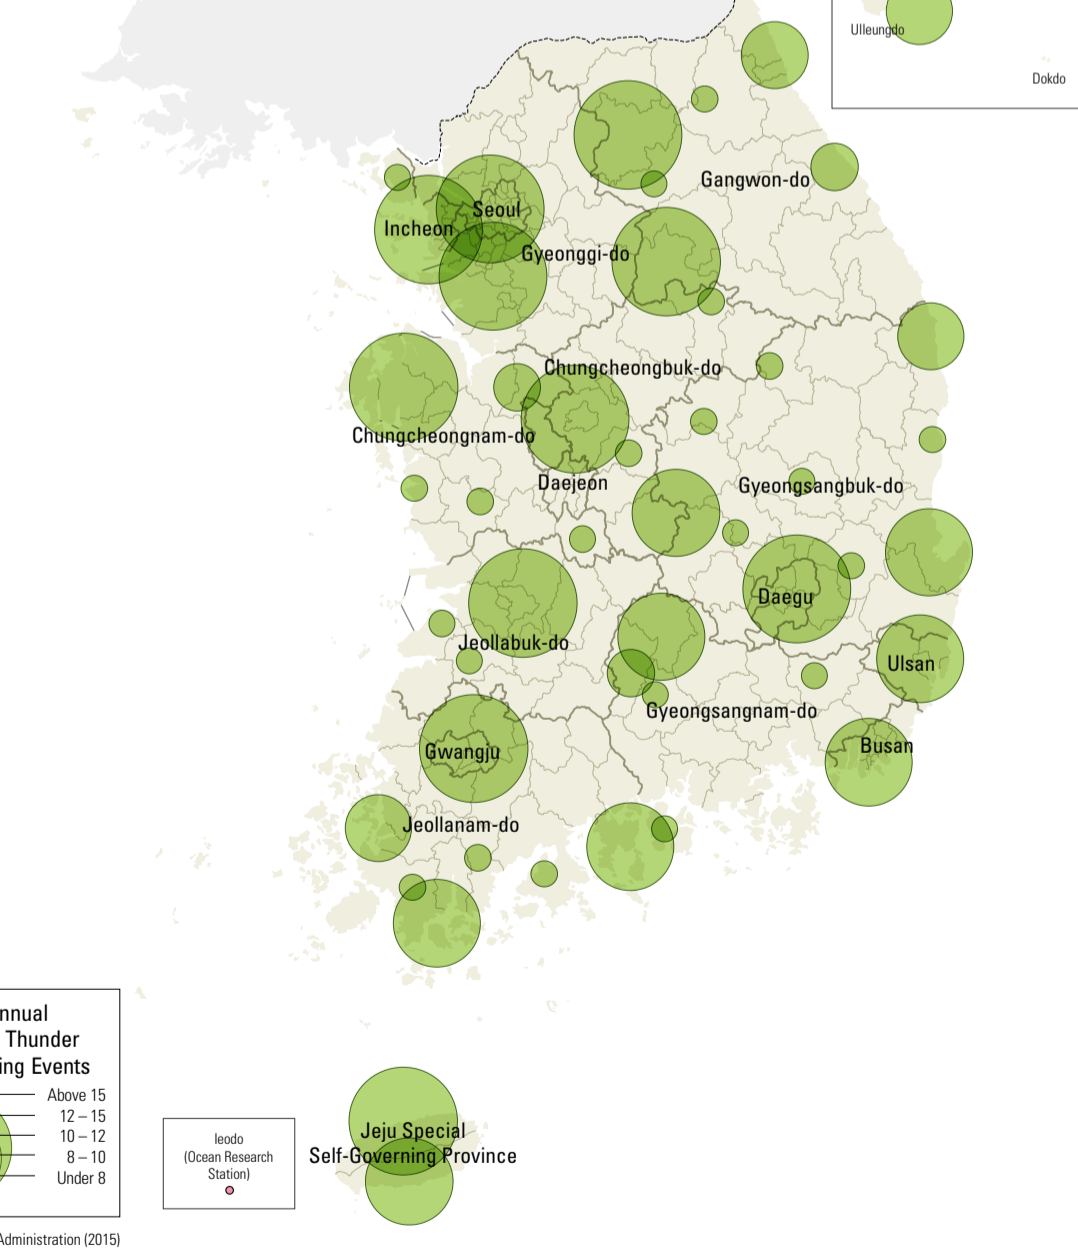 Ulleungdo
Dokdo
Gangwon-do
Seoul
Incheon
Gyeonggi-do
Chungcheongbuk-do
Chungcheongnam-do
Daejeon
Gyeongsangbuk-do
Daegu
Jeollabuk-do
Ulsan
Gyeongsangnam-do
Busan
Gwangju
Jeollanam-do
nnual
Thunder
ing Events
Above 15
12 – 15
10 – 12
8 – 10
Under 8
Ieodo
(Ocean Research
Station)
Jeju Special
Self-Governing Province
Administration (2015)